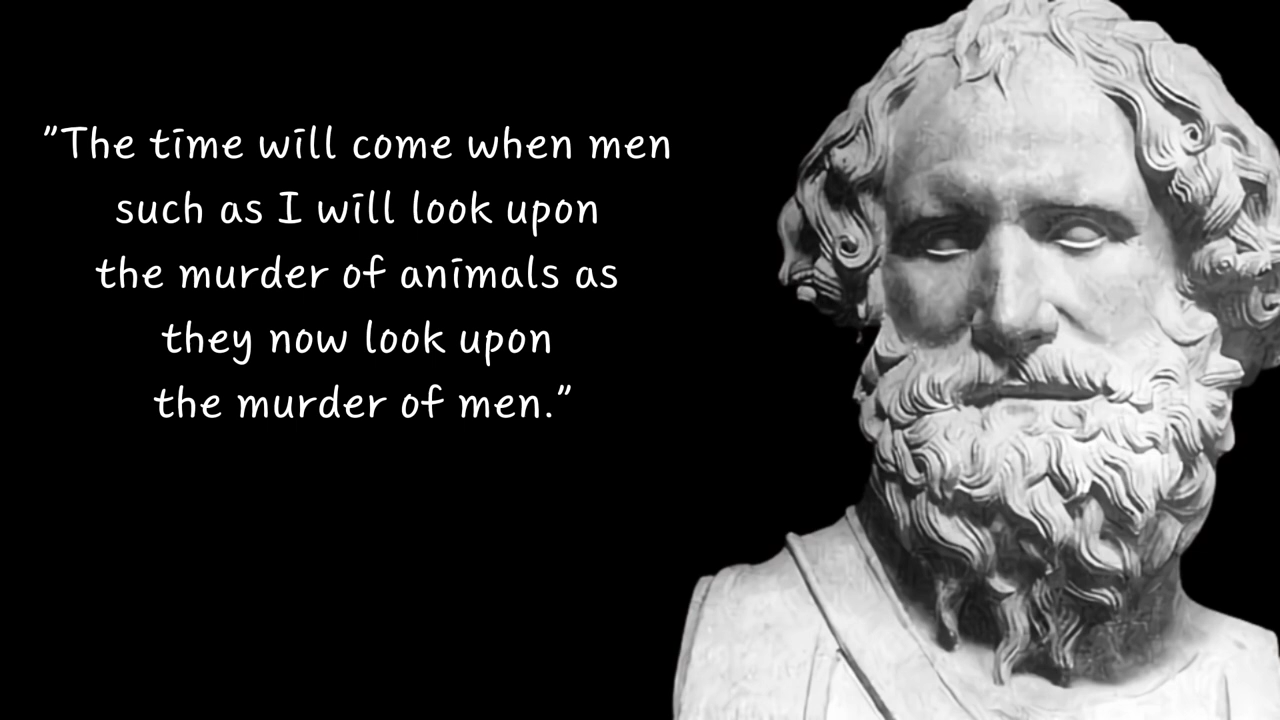 "The time will come when men
such as I will look upon
the murder of animals as
they now look upon
the murder of men."